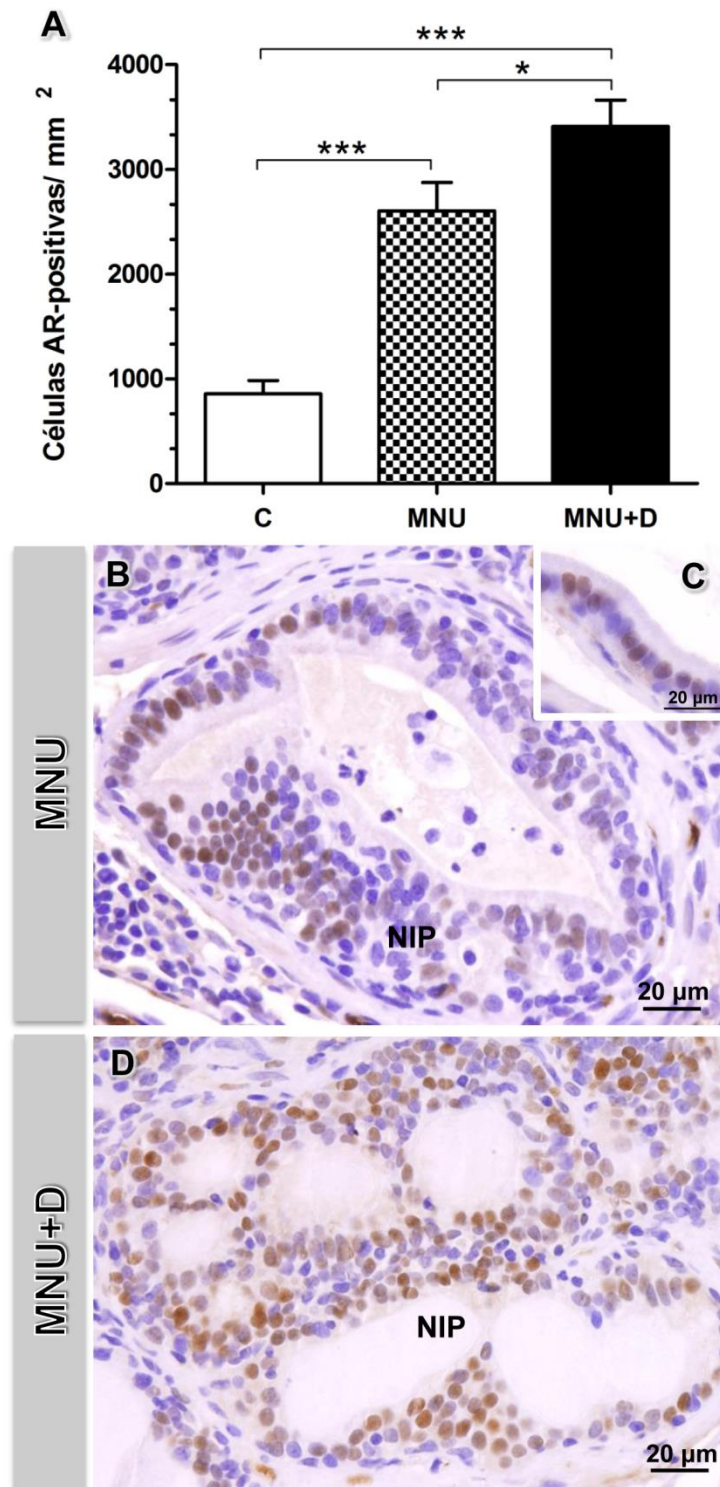 A
***
*
***
4000
3000
2000
1000
0
Células AR-positivas/ mm 2
C
MNU
MNU+D
MNU
B
C
20 µm
NIP
20 µm
MNU+D
D
NIP
20 µm